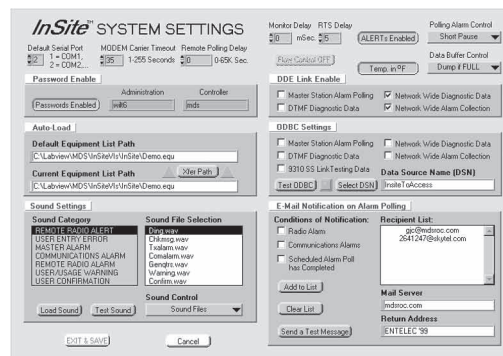 InSite™ SYSTEM SETTINGS
Default Serial Port
2
1 = COM1,
2 = COM2,...
MODEM Carrier Timeout
35
1-255 Seconds
Remote Polling Delay
0
0-65K Sec.
Monitor Delay
0
mSec.
RTS Delay
5
ALERTs Enabled
Polling Alarm Control
Short Pause
Flow Control OFF
Temp. in ºF
Data Buffer Control
Dump if FULL
Password Enable
Administration
Controller
Passwords Enabled
wilt6
mds
DDE Link Enable
Master Station Alarm Polling
Network Wide Diagnostic Data
DTMF Diagnostic Data
Network Wide Alarm Collection
Auto-Load
Default Equipment List Path
C:\Labview\MDS\InSiteVIs\InSite\Demo.equ
Current Equipment List Path
Xfer Path
C:\Labview\MDS\InSiteVIs\InSite\Demo.equ
ODBC Settings
Master Station Alarm Polling
Network Wide Diagnostic Data
DTMF Diagnostic Data
Network Wide Alarm Collection
9310 SS LinkTesting Data
Data Source Name (DSN)
Test ODBC
Select DSN
InsiteToAccess
Sound Settings
Sound Category
REMOTE RADIO ALERT
USER ENTRY ERROR
MASTER ALARM
COMMUNICATIONS ALARM
REMOTE RADIO ALARM
USER/USAGE WARNING
USER CONFIRMATION
Sound File Selection
Ding.wav
Chkmsg.wav
Txalarm.wav
Comalarm.wav
Genqtrs.wav
Warning.wav
Confirm.wav
Load Sound
Test Sound
Sound Control
Sound Files
EXIT & SAVE
Cancel
E-Mail Notification on Alarm Polling
Conditions of Notification:
Radio Alarm
Communications Alarms
Scheduled Alarm Poll
has Completed
Add to List
Clear List
Send a Test Message
Recipient List:
gjc@mdsroc.com
2641247@skytel.com
Mail Server
mdsroc.com
Return Address
ENTELEC '99